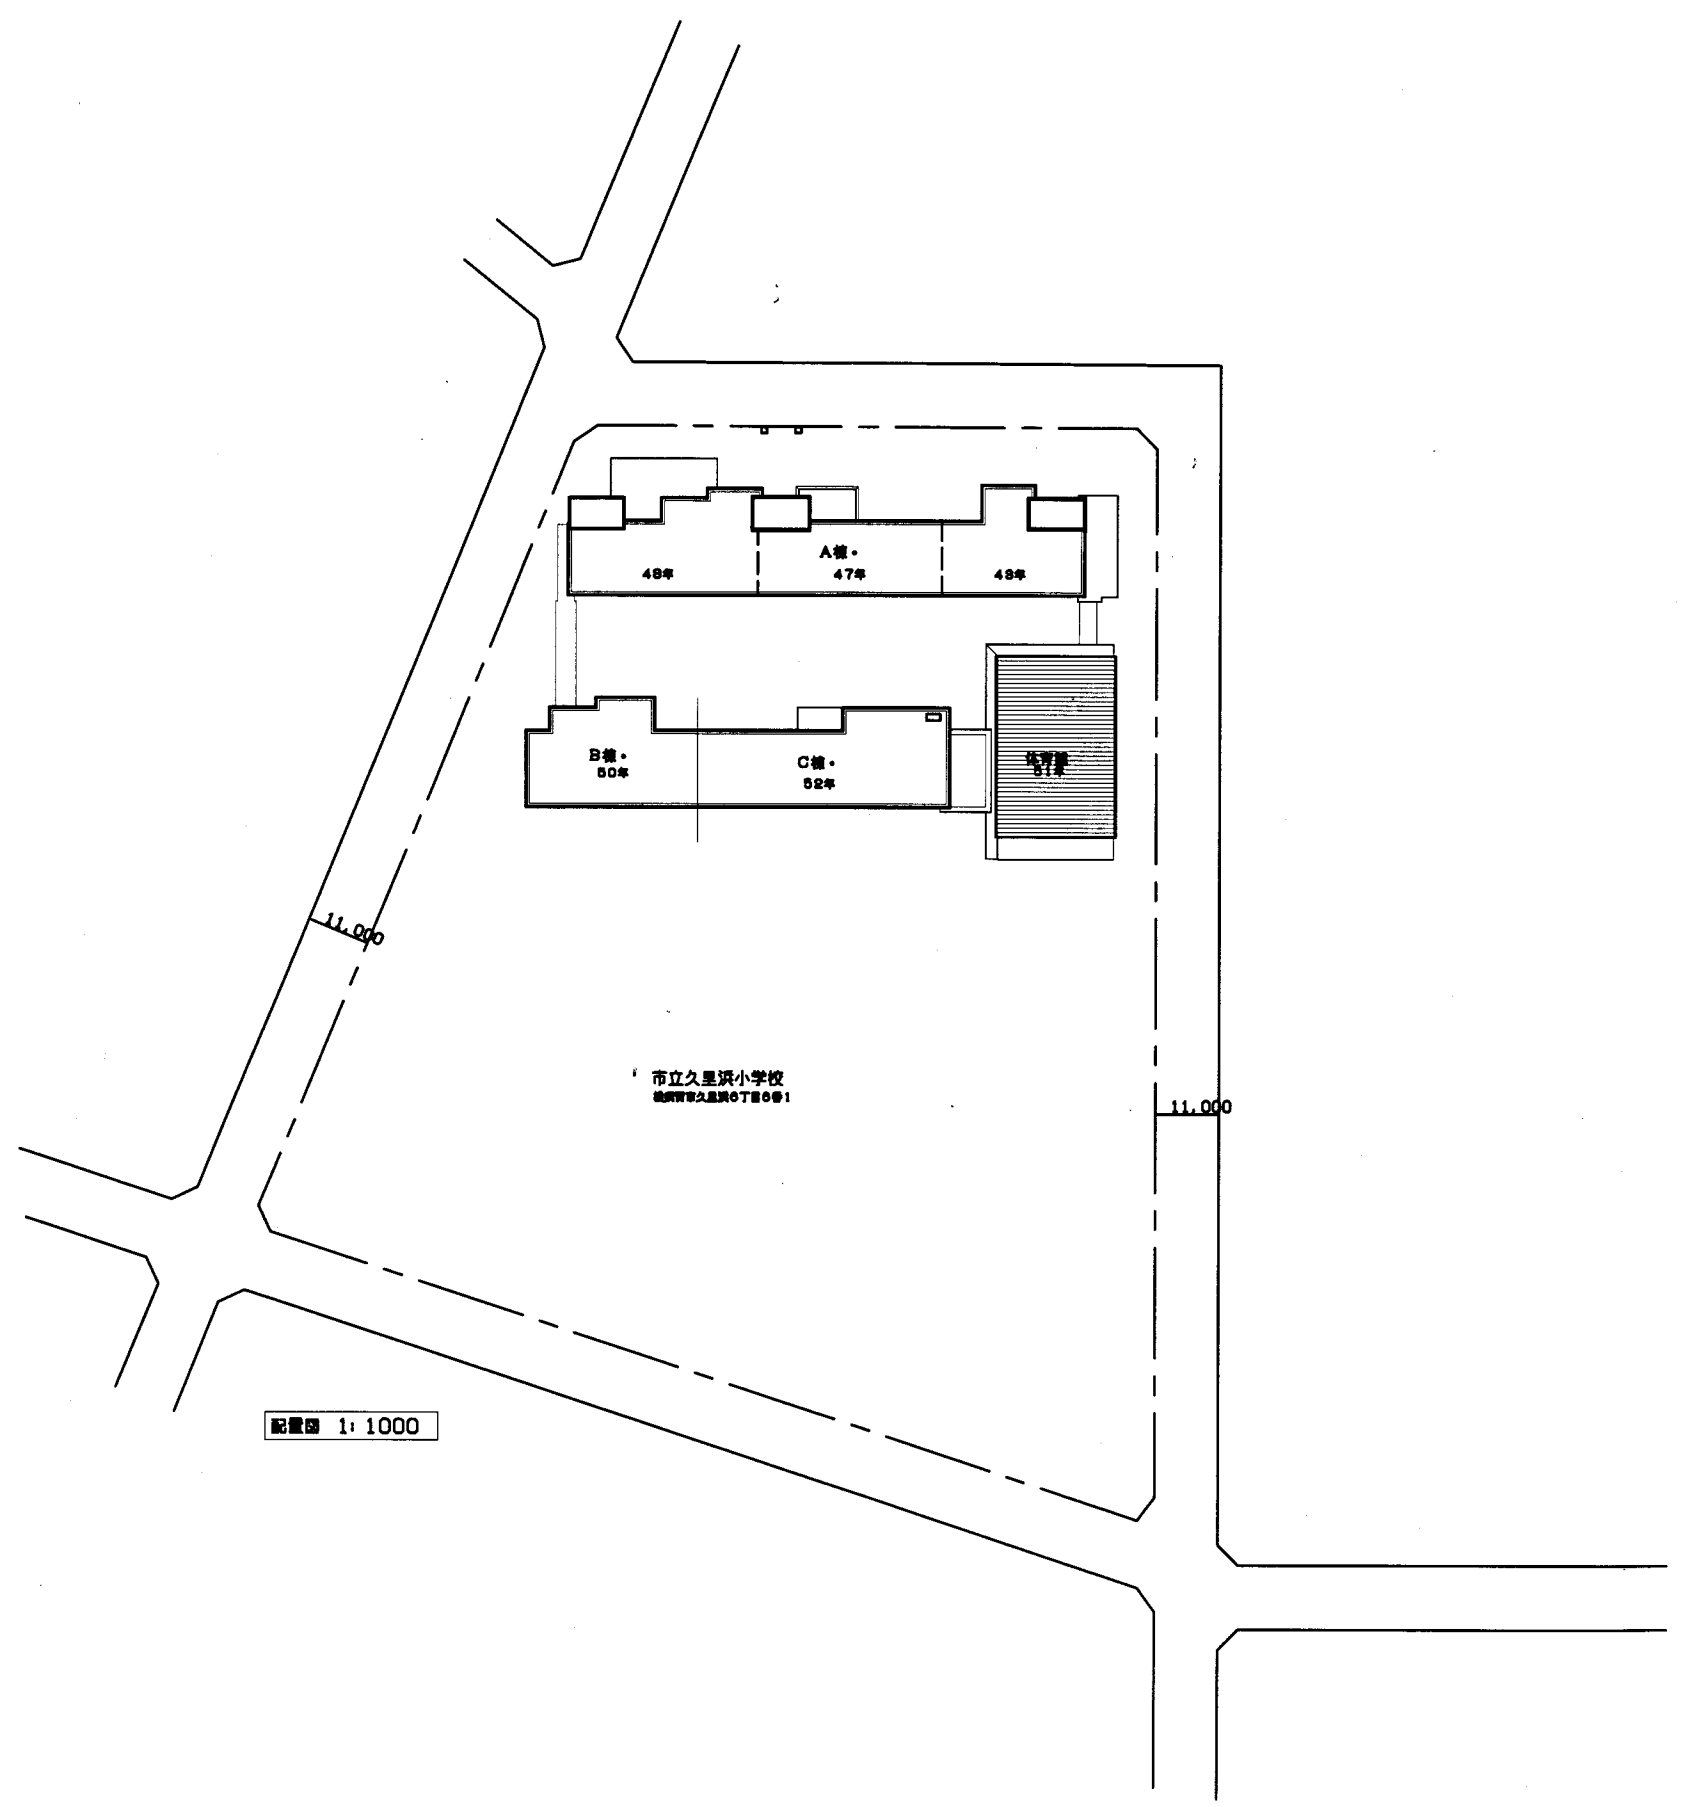 A棟・
48年
47年
48年
B棟・
50年
C棟・
52年
体育館
51年
11,000
市立久里浜小学校
横須賀市久里浜6丁目6番1
11,000
配置図 1:1000